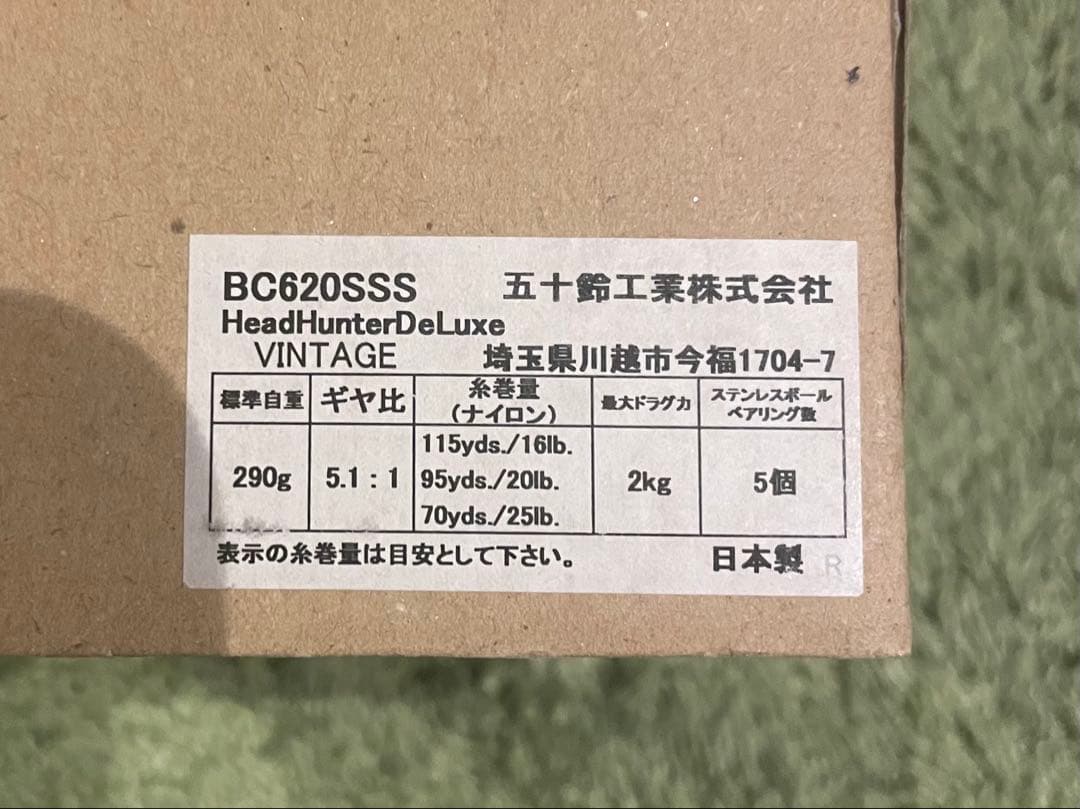 BC620SSS 五十鈴工業株式会社
HeadHunterDeLuxe
VINTAGE 埼玉県川越市今福1704-7
標準自重 ギヤ比 糸巻量(ナイロン) 最大ドラグ力 ステンレスボールベアリング数
290g 5.1:1 115yds./16lb. 2kg 5個
95yds./20lb.
70yds./25lb.
表示の糸巻量は目安として下さい。 日本製 R